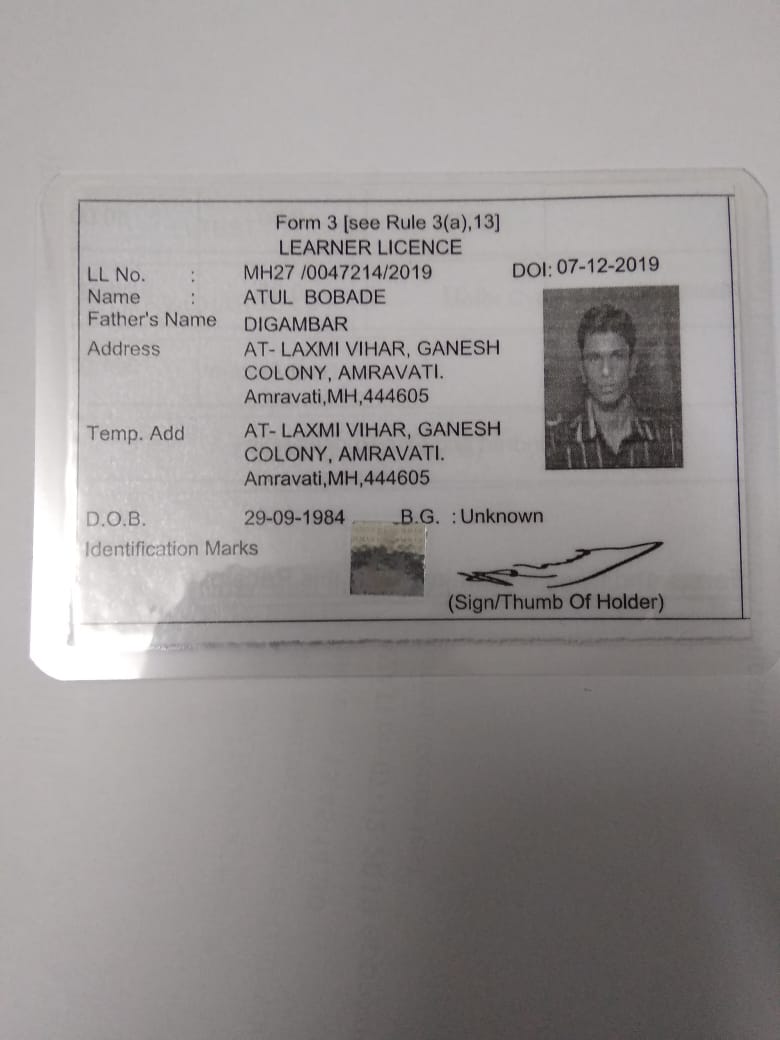 Form 3 [see Rule 3(a),13]
LEARNER LICENCE
LL No. : MH27 /0047214/2019 DOI: 07-12-2019
Name : ATUL BOBADE
Father's Name DIGAMBAR
Address AT- LAXMI VIHAR, GANESH
COLONY, AMRAVATI.
Amravati,MH,444605
Temp. Add AT- LAXMI VIHAR, GANESH
COLONY, AMRAVATI.
Amravati,MH,444605
D.O.B. 29-09-1984 B.G. : Unknown
Identification Marks
(Sign/Thumb Of Holder)